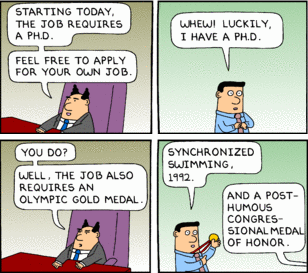 STARTING TODAY,
THE JOB REQUIRES
A PH.D.
FEEL FREE TO APPLY
FOR YOUR OWN JOB.
WHEW! LUCKILY,
I HAVE A PH.D.
YOU DO?
WELL, THE JOB ALSO
REQUIRES AN
OLYMPIC GOLD MEDAL.
SYNCHRONIZED
SWIMMING,
1992.
AND A POST-
HUMOUS
CONGRES-
SIONAL MEDAL
OF HONOR.